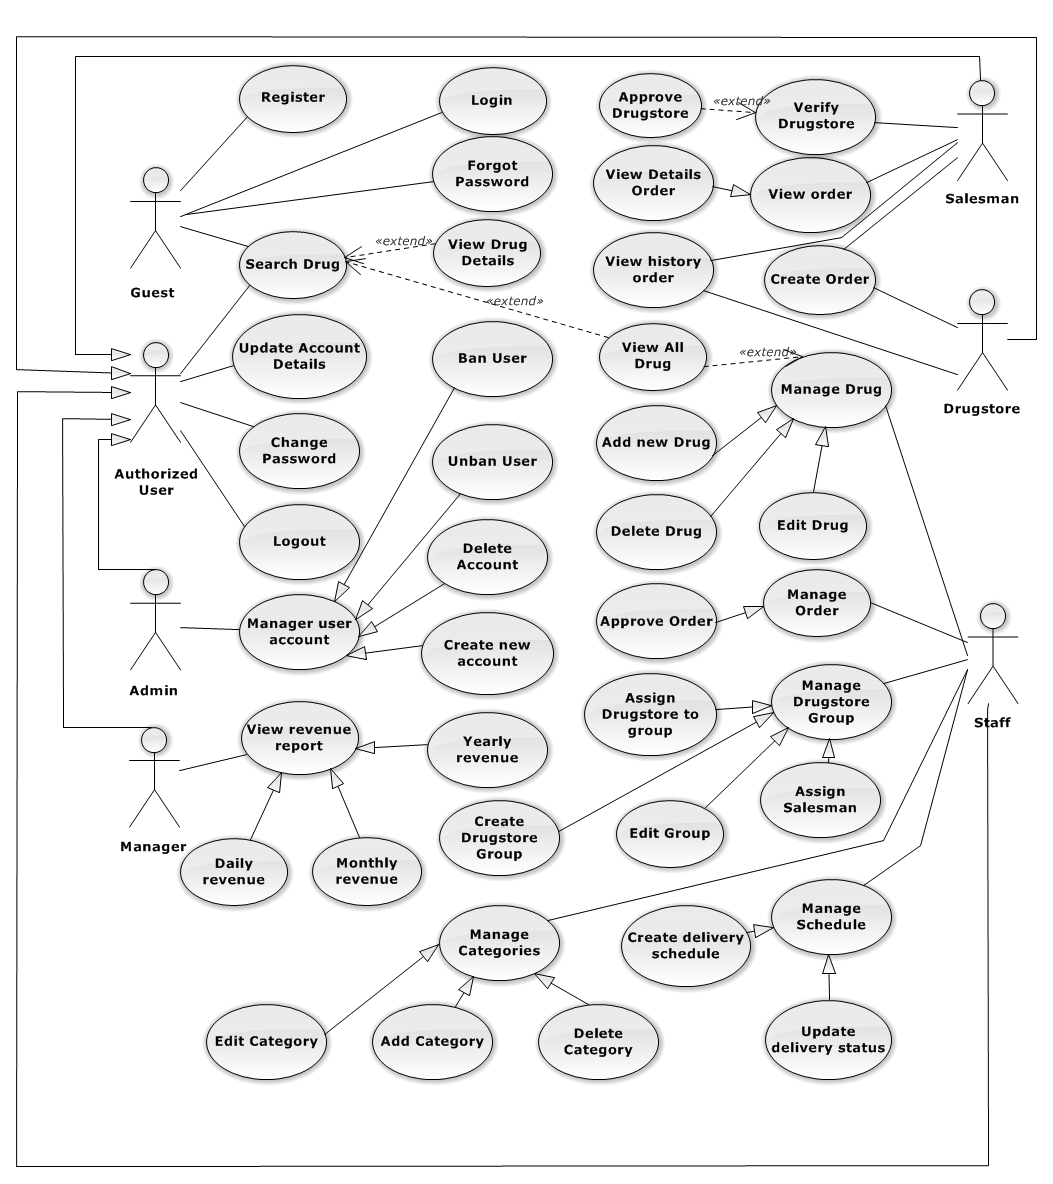 Register
Login
Approve
Drugstore
«extend»
Verify
Drugstore
Forgot
Password
View Details
Order
View order
Salesman
Guest
Search Drug
«extend»
View Drug
Details
View history
order
Create Order
«extend»
Update Account
Details
Ban User
View All
Drug
«extend»
Manage Drug
Drugstore
Change
Password
Unban User
Add new Drug
Authorized
User
Logout
Delete
Account
Delete Drug
Edit Drug
Manager user
account
Create new
account
Approve Order
Manage
Order
Admin
View revenue
report
Yearly
revenue
Assign
Drugstore to
group
Manage
Drugstore
Group
Staff
Manager
Daily
revenue
Monthly
revenue
Create
Drugstore
Group
Edit Group
Assign
Salesman
Manage
Categories
Create delivery
schedule
Manage
Schedule
Edit Category
Add Category
Delete
Category
Update
delivery status